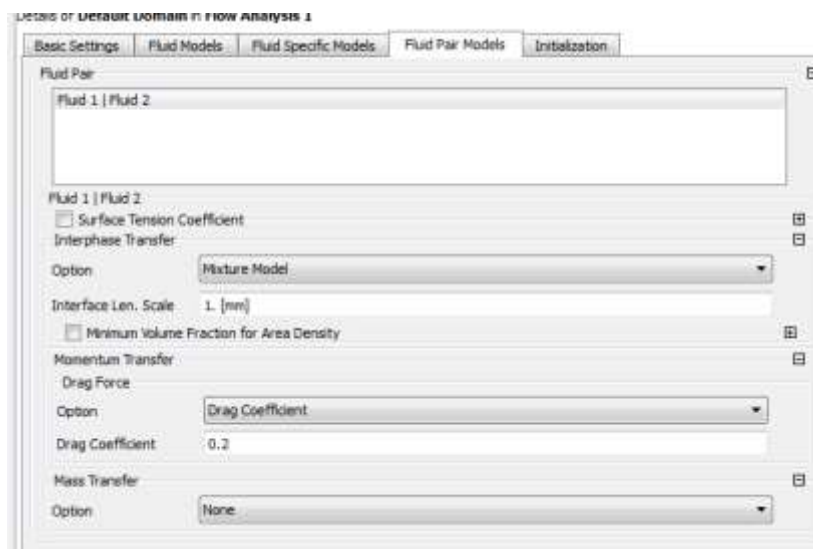 Details of Default Domain in Flow Analysis 1
Basic Settings Fluid Models Fluid Specific Models Fluid Pair Models Initialization
Fluid Pair
Fluid 1 | Fluid 2
Fluid 1 | Fluid 2
Surface Tension Coefficient
Interphase Transfer
Option Mixture Model
Interface Len. Scale 1. [mm]
Minimum Volume Fraction for Area Density
Momentum Transfer
Drag Force
Option Drag Coefficient
Drag Coefficient 0.2
Mass Transfer
Option None